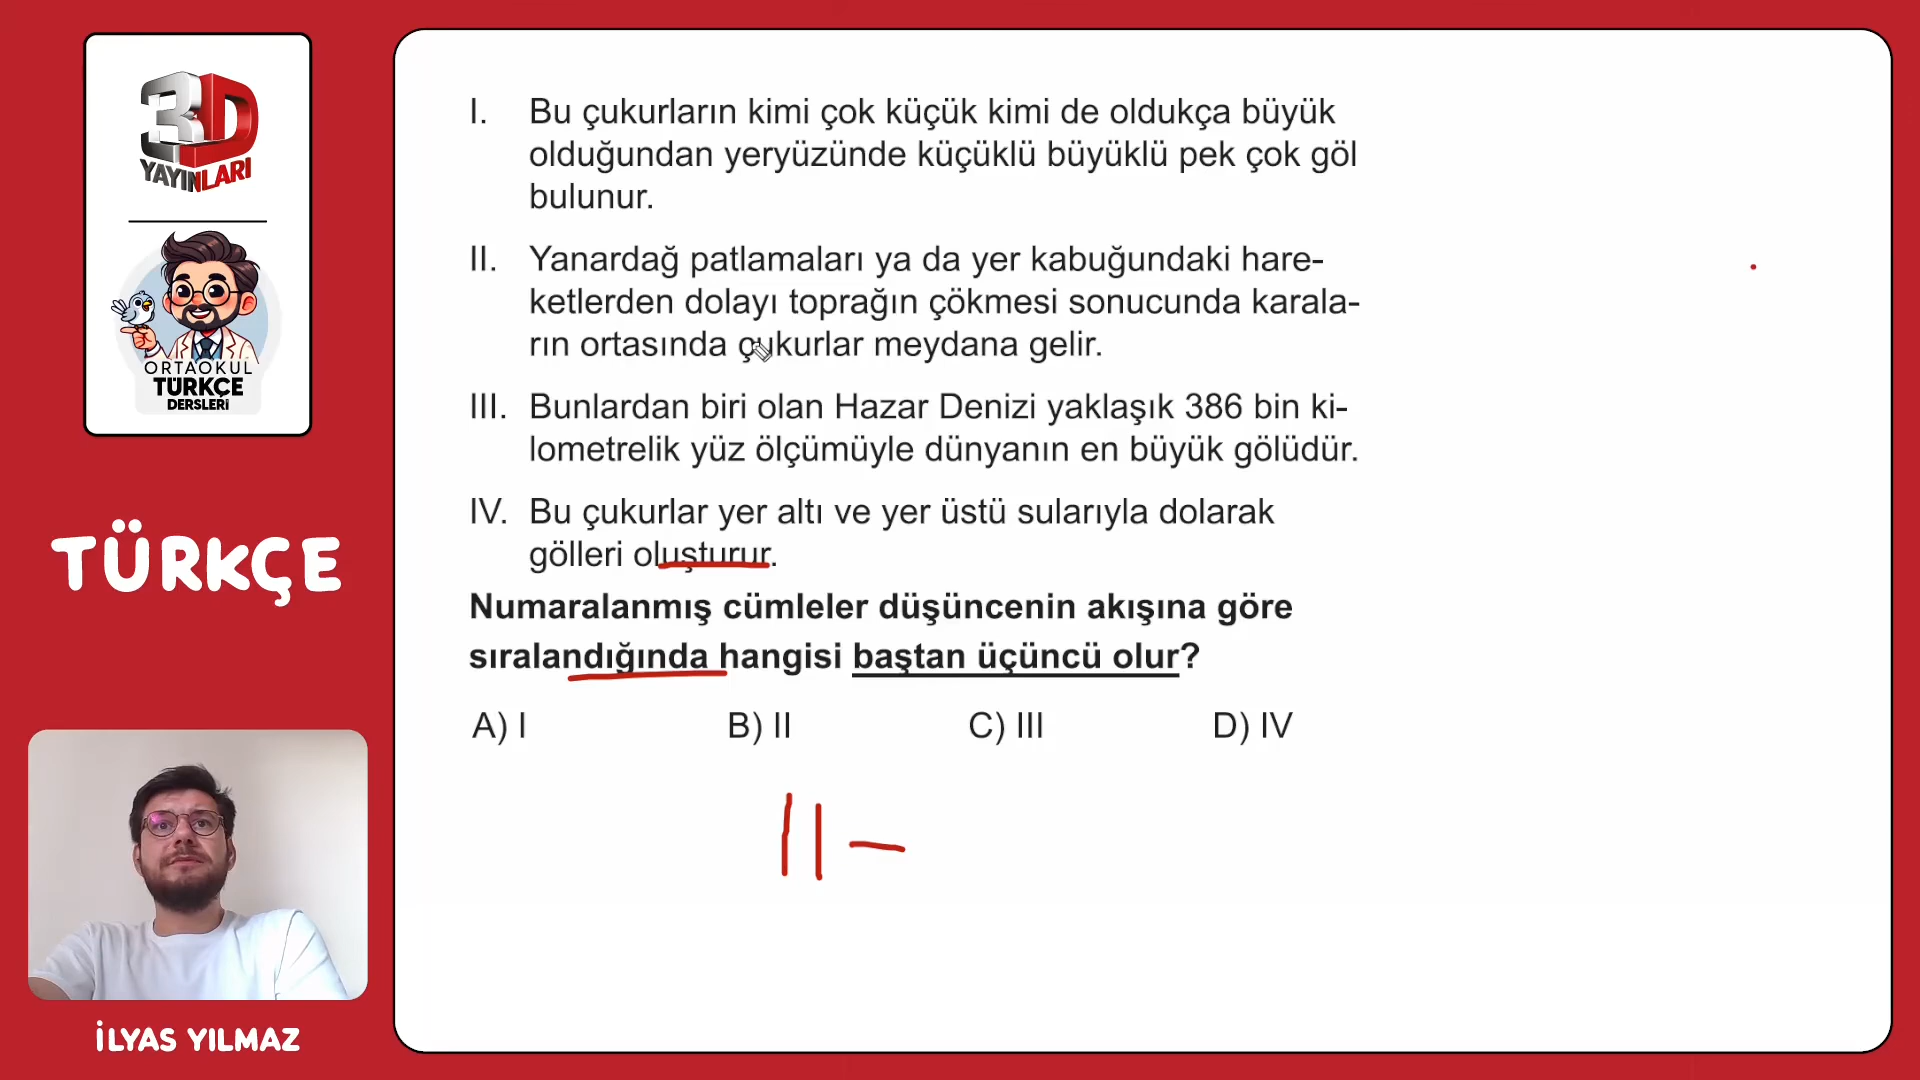 3D
YAYINLARI
ORTAOKUL
TÜRKÇE
DERSLERİ
TÜRKÇE
İLYAS YILMAZ
I. Bu çukurların kimi çok küçük kimi de oldukça büyük
olduğundan yeryüzünde küçüklü büyüklü pek çok göl
bulunur.
II. Yanardağ patlamaları ya da yer kabuğundaki hare-
ketlerden dolayı toprağın çökmesi sonucunda karala-
rın ortasında çukurlar meydana gelir.
III. Bunlardan biri olan Hazar Denizi yaklaşık 386 bin ki-
lometrelik yüz ölçümüyle dünyanın en büyük gölüdür.
IV. Bu çukurlar yer altı ve yer üstü sularıyla dolarak
gölleri oluşturur.
Numaralanmış cümleler düşüncenin akışına göre
sıralandığında hangisi baştan üçüncü olur?
A) I B) II C) III D) IV
II -